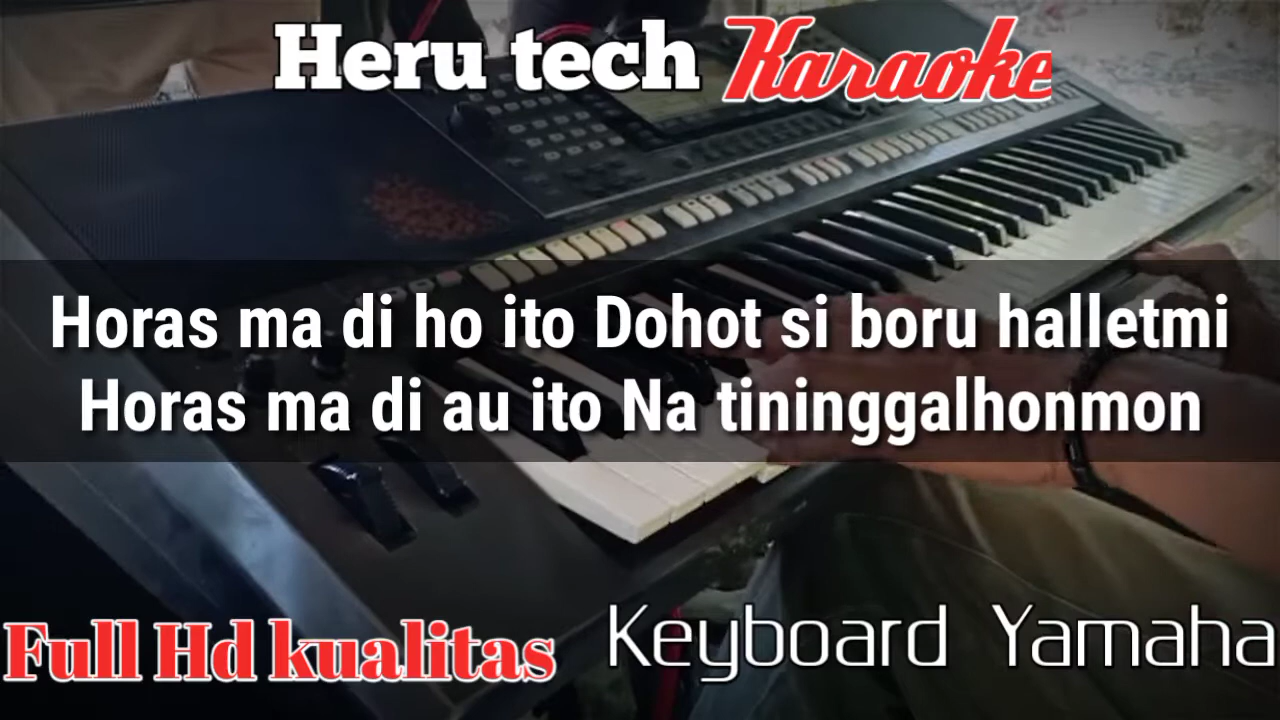 Heru tech Karaoke
Horas ma di ho ito Dohot si boru halletmi
Horas ma di au ito Na tininggalhonmon
Full Hd kualitas
Keyboard Yamaha